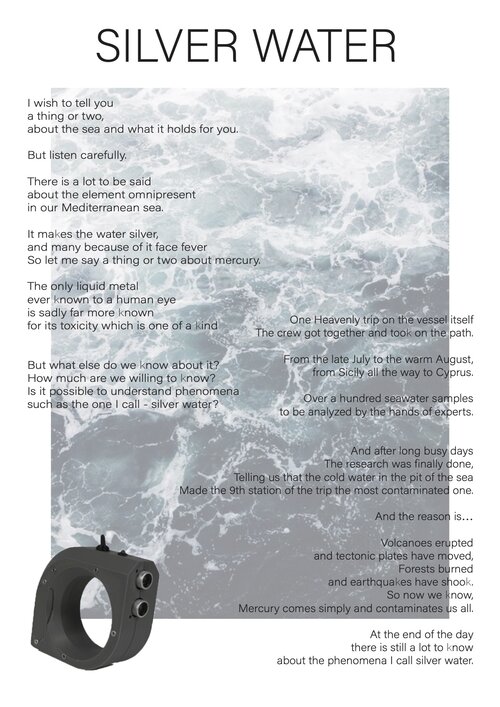 SILVER WATER
I wish to tell you
a thing or two,
about the sea and what it holds for you.
But listen carefully.
There is a lot to be said
about the element omnipresent
in our Mediterranean sea.
It makes the water silver,
and many because of it face fever
So let me say a thing or two about mercury.
The only liquid metal
ever known to a human eye
is sadly far more known
for its toxicity which is one of a kind
But what else do we know about it?
How much are we willing to know?
Is it possible to understand phenomena
such as the one I call - silver water?
One Heavenly trip on the vessel itself
The crew got together and took on the path.
From the late July to the warm August,
from Sicily all the way to Cyprus.
Over a hundred seawater samples
to be analyzed by the hands of experts.
And after long busy days
The research was finally done,
Telling us that the cold water in the pit of the sea
Made the 9th station of the trip the most contaminated one.
And the reason is...
Volcanoes erupted
and tectonic plates have moved,
Forests burned
and earthquakes have shook.
So now we know,
Mercury comes simply and contaminates us all.
At the end of the day
there is still a lot to know
about the phenomena I call silver water.